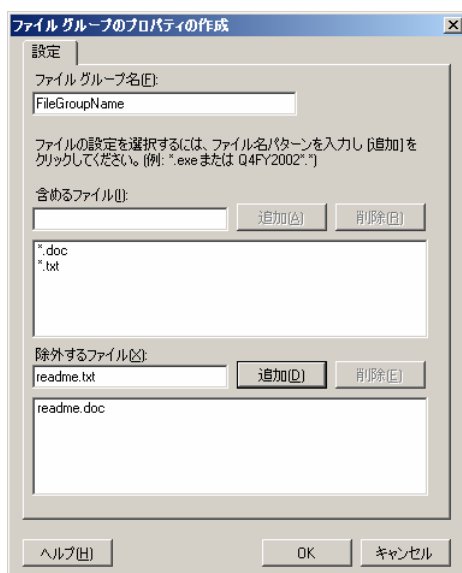 ファイル グループのプロパティの作成
設定
ファイル グループ名(F):
FileGroupName
ファイルの設定を選択するには、ファイル名パターンを入力し [追加] を
クリックしてください。(例: *.exe または Q4FY2002*.*)
含めるファイル(I):
追加(A) 削除(R)
*.doc
*.txt
除外するファイル(X):
readme.txt 追加(D) 削除(E)
readme.doc
ヘルプ(H) OK キャンセル